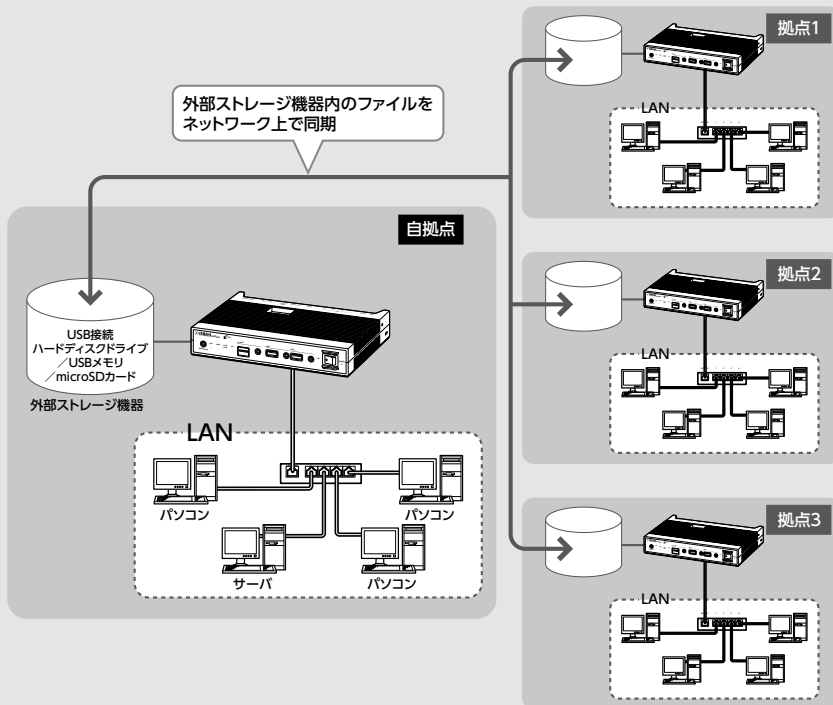 外部ストレージ機器内のファイルを
ネットワーク上で同期
自拠点
USB接続
ハードディスクドライブ
／USBメモリ
／microSDカード
外部ストレージ機器
LAN
パソコン
パソコン
サーバ
パソコン
拠点1
LAN
拠点2
LAN
拠点3
LAN